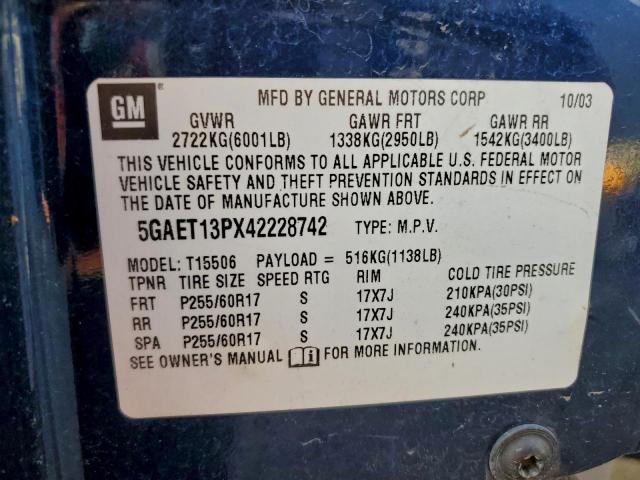 GM
MFD BY GENERAL MOTORS CORP 10/03
GVWR GAWR FRT GAWR RR
2722KG(6001LB) 1338KG(2950LB) 1542KG(3400LB)
THIS VEHICLE CONFORMS TO ALL APPLICABLE U.S. FEDERAL MOTOR
VEHICLE SAFETY AND THEFT PREVENTION STANDARDS IN EFFECT ON
THE DATE OF MANUFACTURE SHOWN ABOVE.
5GAET13PX42228742 TYPE: M.P.V.
MODEL: T15506 PAYLOAD = 516KG(1138LB)
TPNR TIRE SIZE SPEED RTG RIM COLD TIRE PRESSURE
FRT P255/60R17 S 17X7J 210KPA(30PSI)
RR P255/60R17 S 17X7J 240KPA(35PSI)
SPA P255/60R17 S 17X7J 240KPA(35PSI)
SEE OWNER'S MANUAL i FOR MORE INFORMATION.